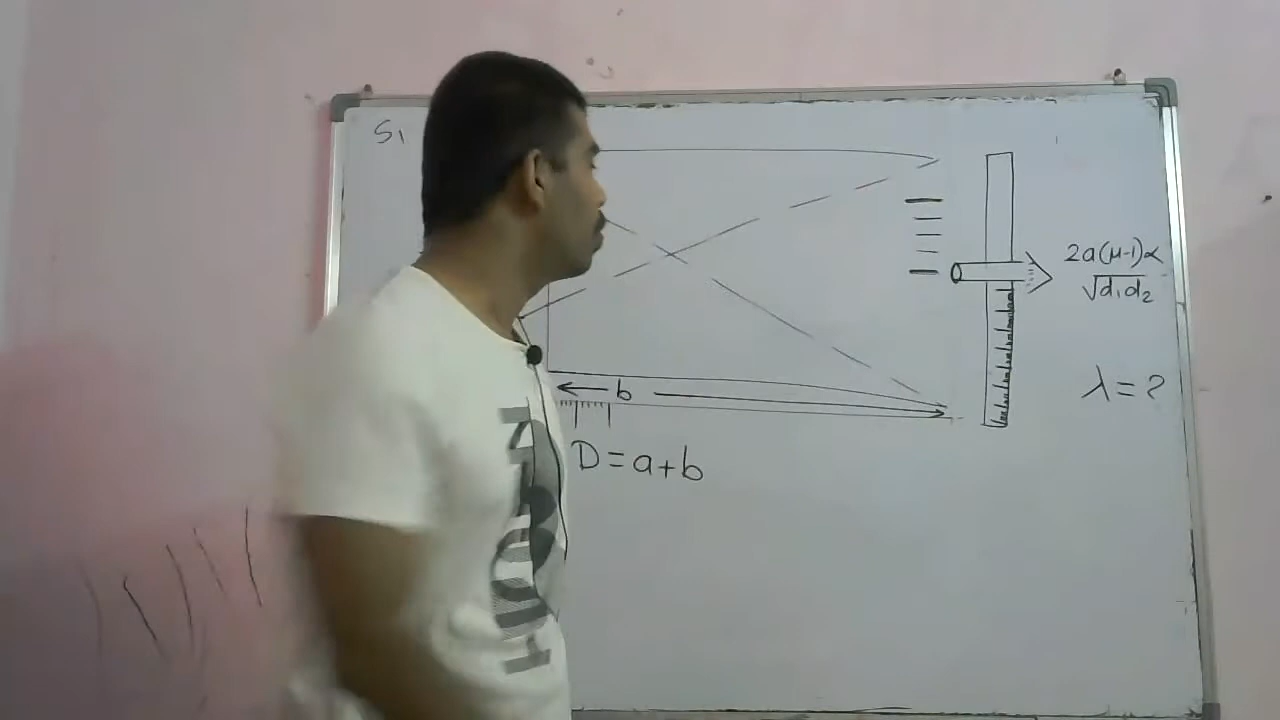 S₁
2a(μ-1)α
√d₁d₂
b
λ = ?
D = a + b